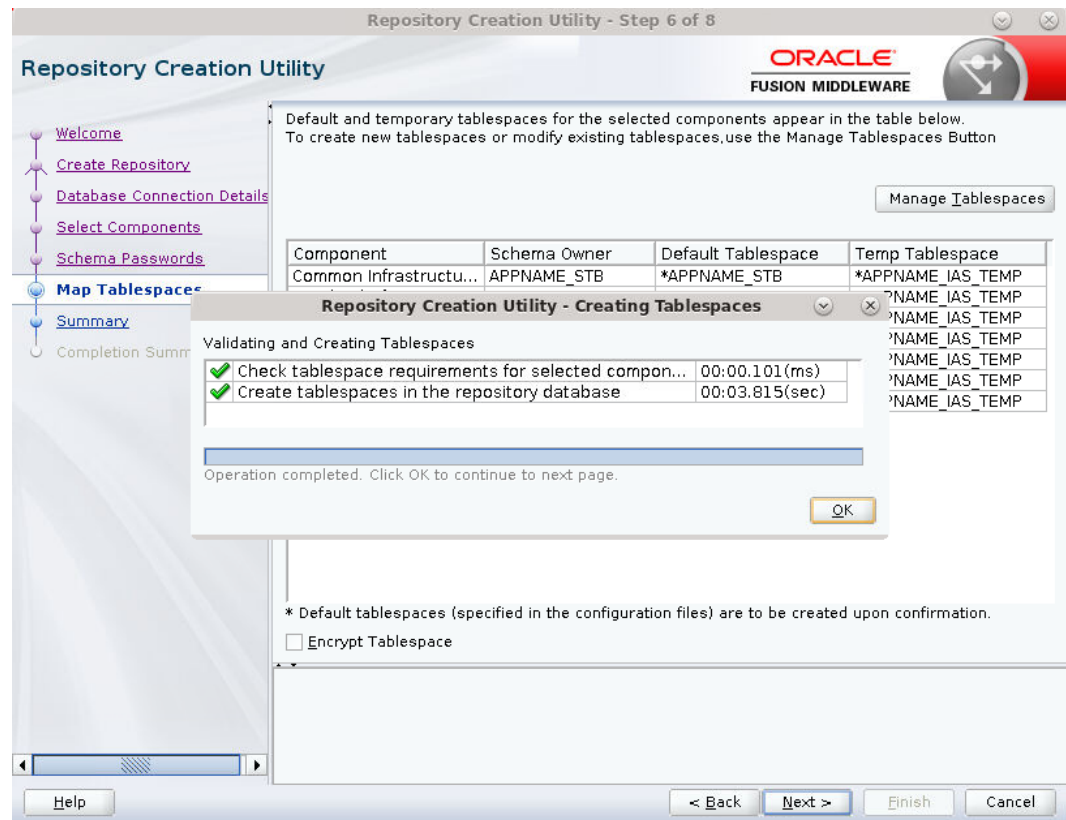 Repository Creation Utility - Step 6 of 8
Repository Creation Utility
ORACLE
FUSION MIDDLEWARE
Welcome
Create Repository
Database Connection Details
Select Components
Schema Passwords
Map Tablespaces
Summary
Completion Summ
Default and temporary tablespaces for the selected components appear in the table below.
To create new tablespaces or modify existing tablespaces,use the Manage Tablespaces Button
Manage Tablespaces
Component Schema Owner Default Tablespace Temp Tablespace
Common Infrastructu... APPNAME_STB *APPNAME_STB *APPNAME_IAS_TEMP
PNAME_IAS_TEMP
PNAME_IAS_TEMP
PNAME_IAS_TEMP
PNAME_IAS_TEMP
PNAME_IAS_TEMP
PNAME_IAS_TEMP
Repository Creation Utility - Creating Tablespaces
Validating and Creating Tablespaces
Check tablespace requirements for selected compon... 00:00.101(ms)
Create tablespaces in the repository database 00:03.815(sec)
Operation completed. Click OK to continue to next page.
OK
* Default tablespaces (specified in the configuration files) are to be created upon confirmation.
Encrypt Tablespace
Help
< Back
Next >
Finish
Cancel